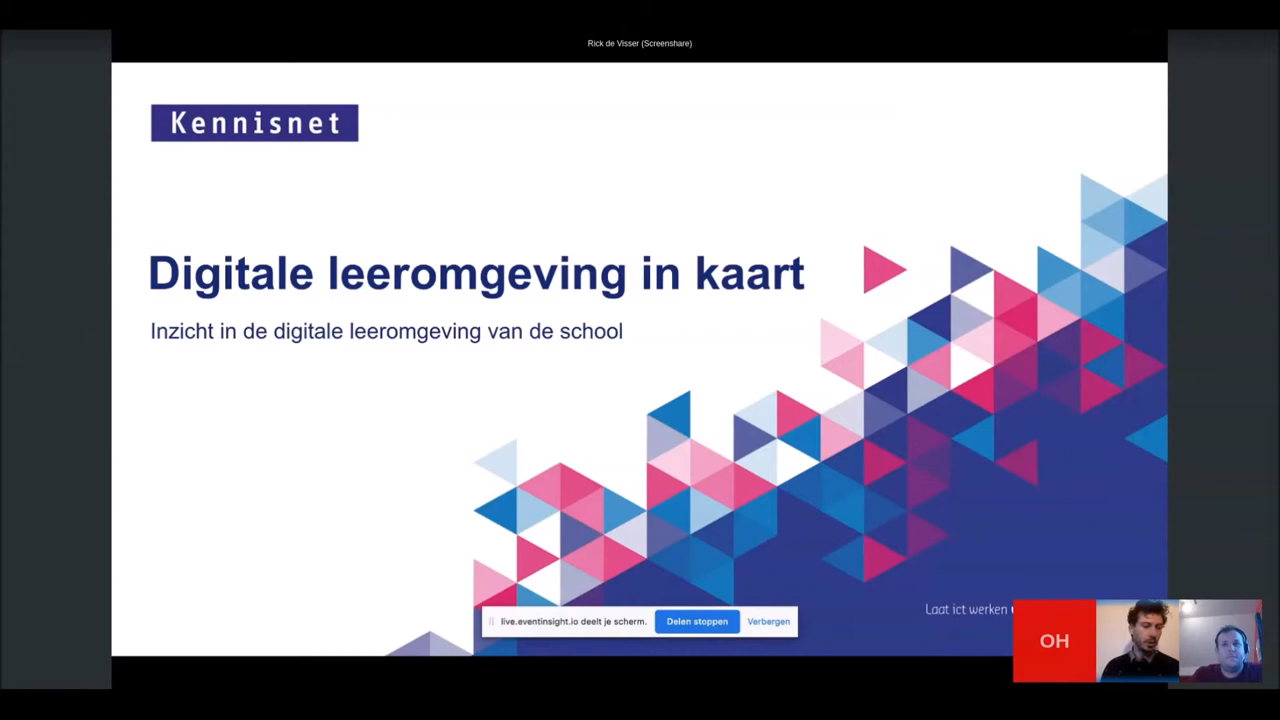 Rick de Visser (Screenshare)
Kennisnet
Digitale leeromgeving in kaart
Inzicht in de digitale leeromgeving van de school
Laat ict werken
live.eventinsight.io deelt je scherm.
Delen stoppen
Verbergen
OH